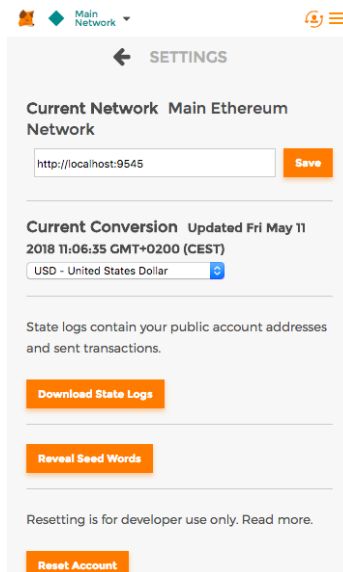 Main
Network
SETTINGS
Current Network Main Ethereum
Network
http://localhost:9545
Save
Current Conversion Updated Fri May 11
2018 11:06:35 GMT+0200 (CEST)
USD - United States Dollar
State logs contain your public account addresses
and sent transactions.
Download State Logs
Reveal Seed Words
Resetting is for developer use only. Read more.
Reset Account